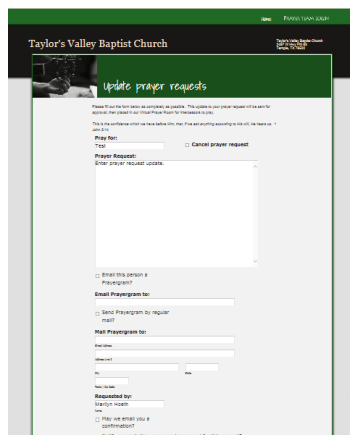 Home PRAYER TEAM LOGIN
Taylor's Valley Baptist Church
Taylor's Valley Baptist Church
Temple, TX 76501
Update prayer requests
Please fill out the form below as completely as possible. This update to your prayer request will be sent for
approval, then placed in our Virtual Prayer Room for intercessors to pray.
This is the confidence which we have before Him, that, if we ask anything according to His will, He hears us. 1
John 5:14
Pray for:
Test
Cancel prayer request
Prayer Request:
Enter prayer request update.
Email this person a
Prayergram?
Email Prayergram to:
Send Prayergram by regular
mail?
Mail Prayergram to:
Street Address
Address Line 2
City State
Postal / Zip Code
Requested by:
Marilyn
Name
May we email you a
confirmation?